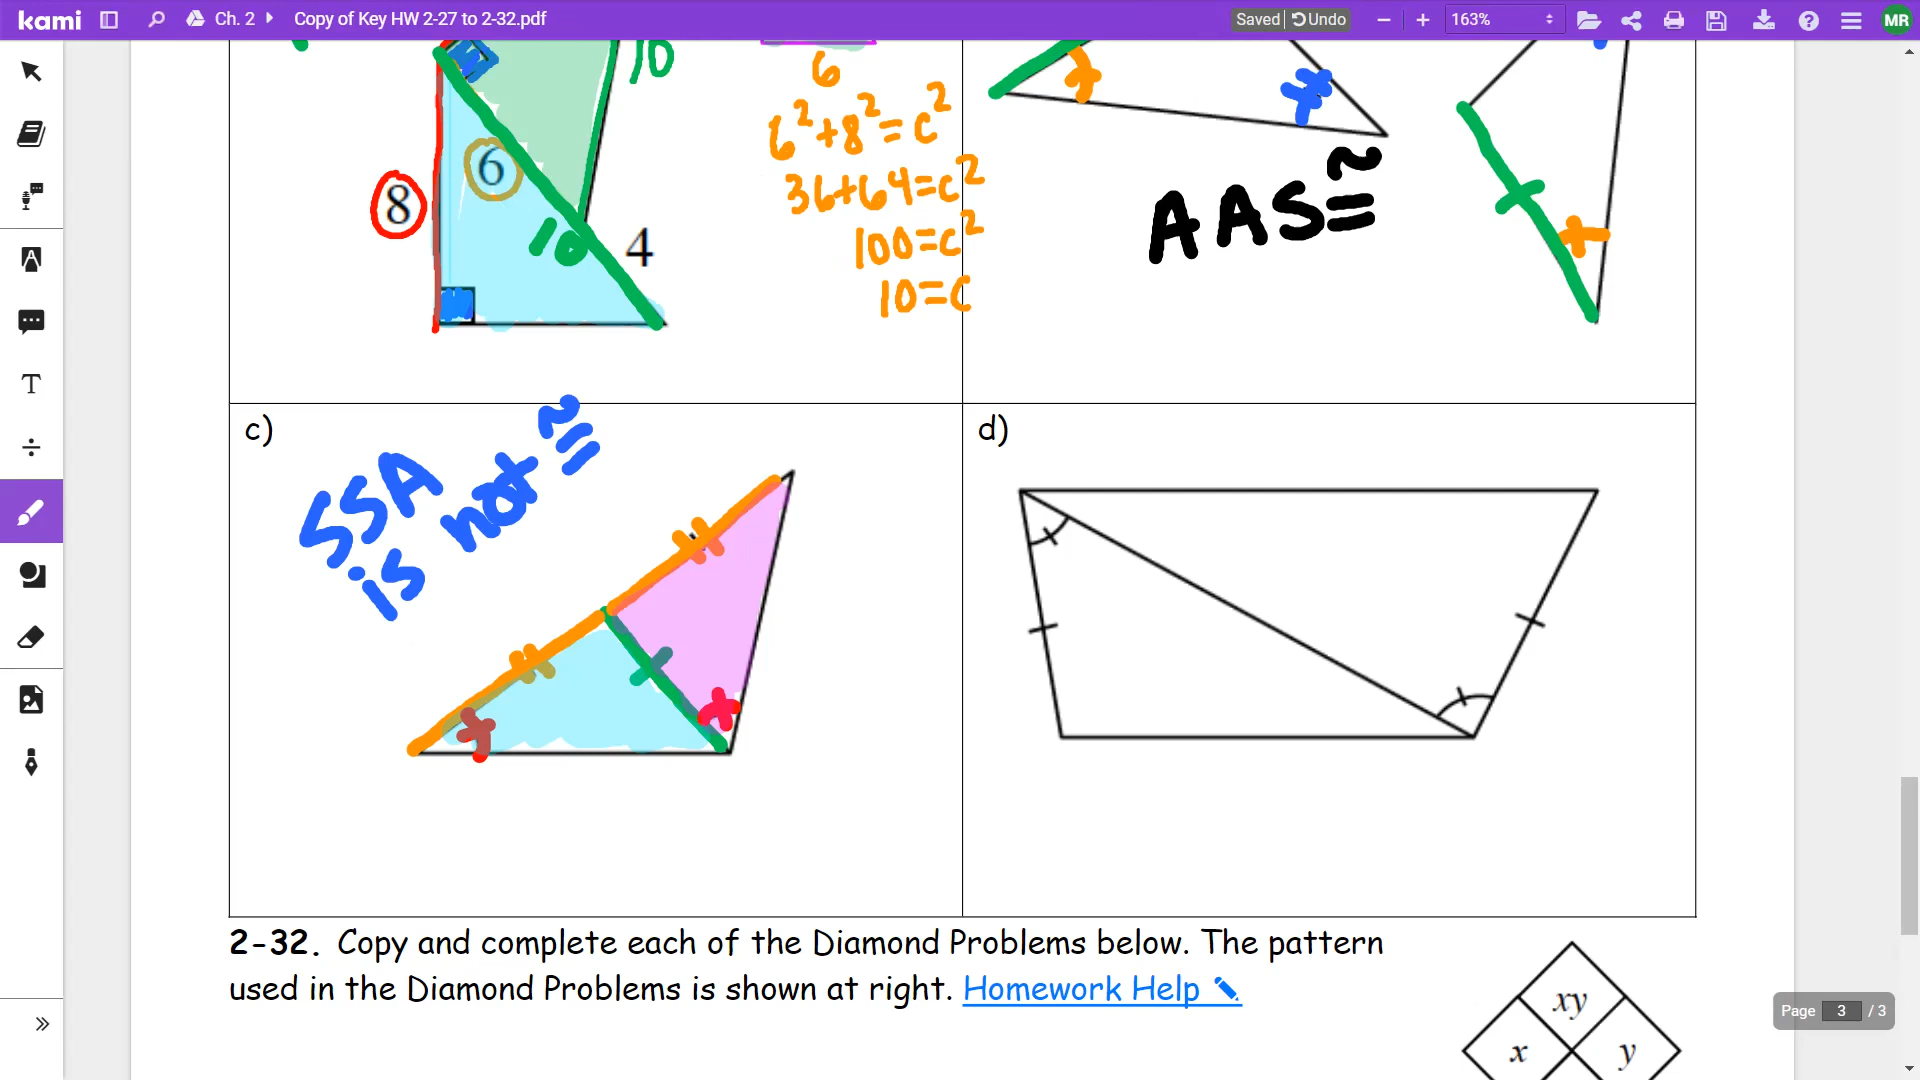 kami
Ch. 2
Copy of Key HW 2-27 to 2-32.pdf
Saved
Undo
163%
MR
10
6
6²+8²=c²
36+64=c²
100=c²
10=c
8
6
10
4
AAS≅
c)
SSA
is not ≅
d)
2-32. Copy and complete each of the Diamond Problems below. The pattern
used in the Diamond Problems is shown at right. Homework Help
xy
x
y
Page 3 / 3